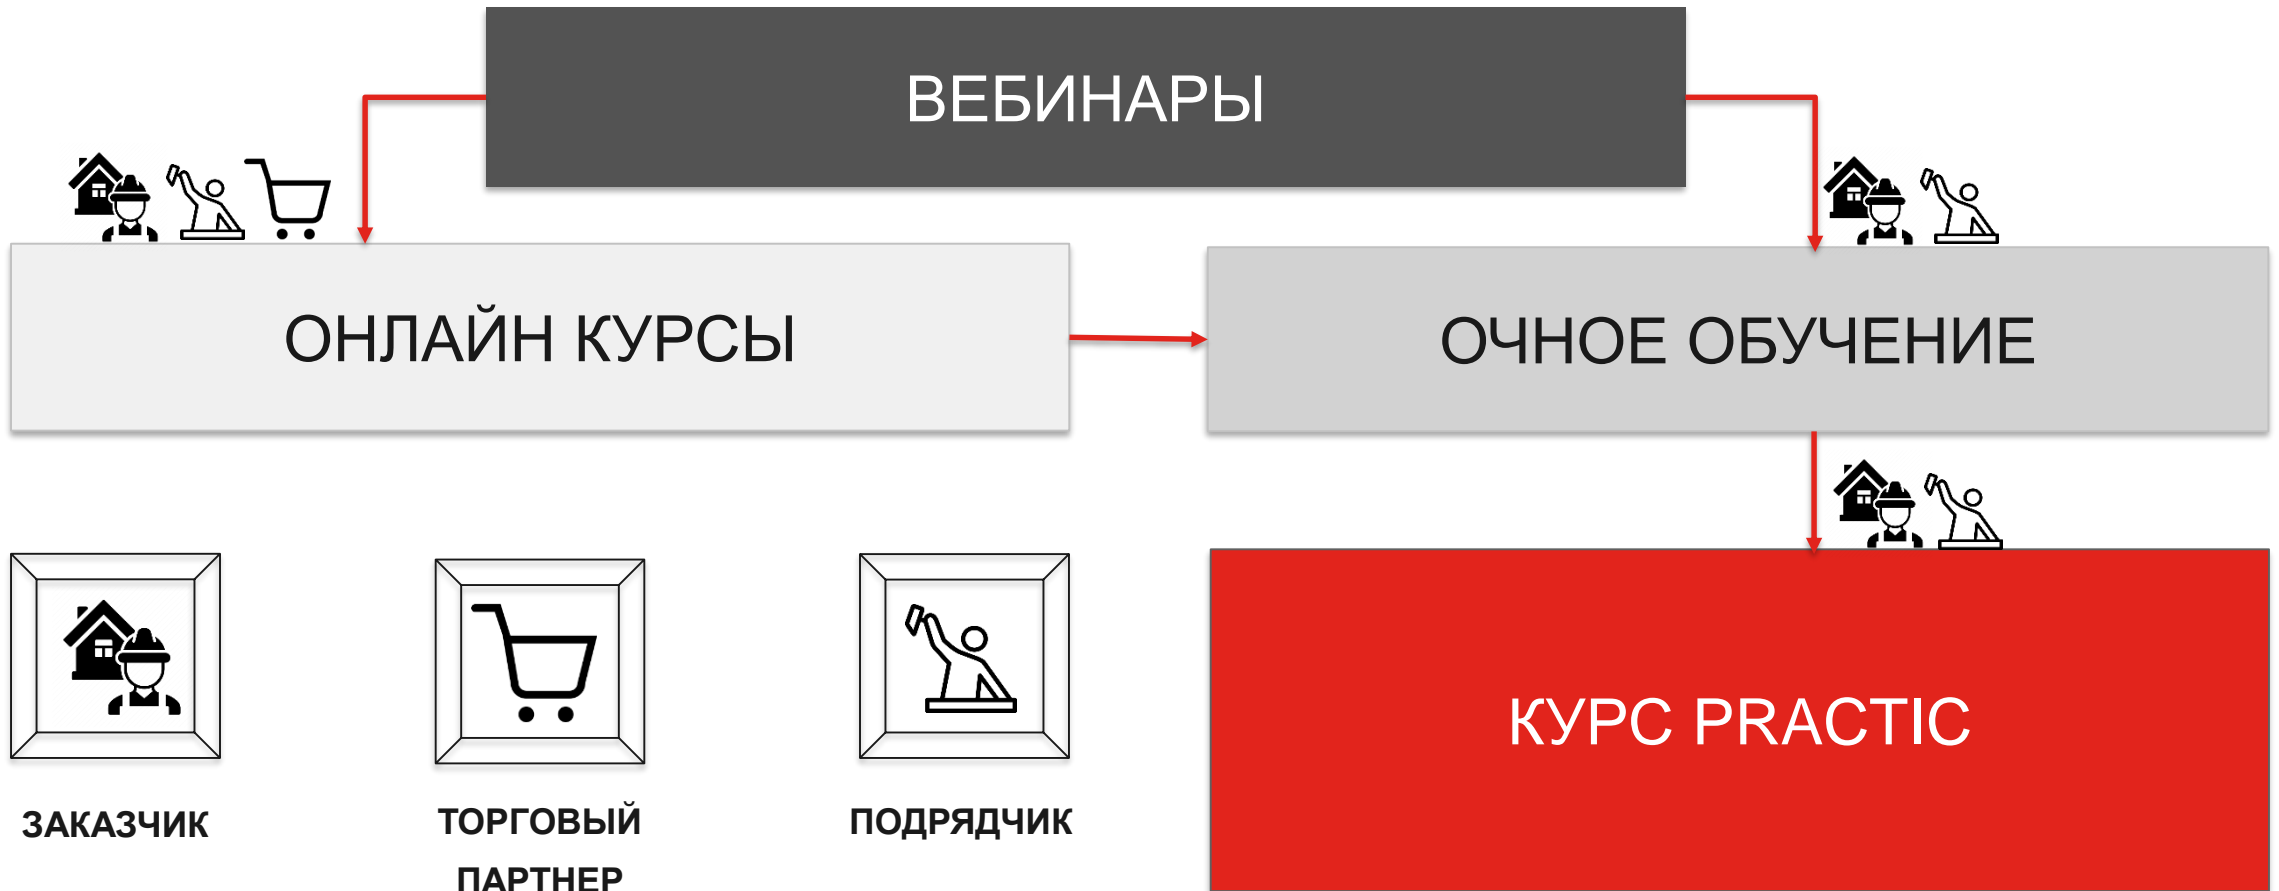 ВЕБИНАРЫ
ОНЛАЙН КУРСЫ
ОЧНОЕ ОБУЧЕНИЕ
КУРС PRACTIC
ЗАКАЗЧИК
ТОРГОВЫЙ
ПАРТНЕР
ПОДРЯДЧИК